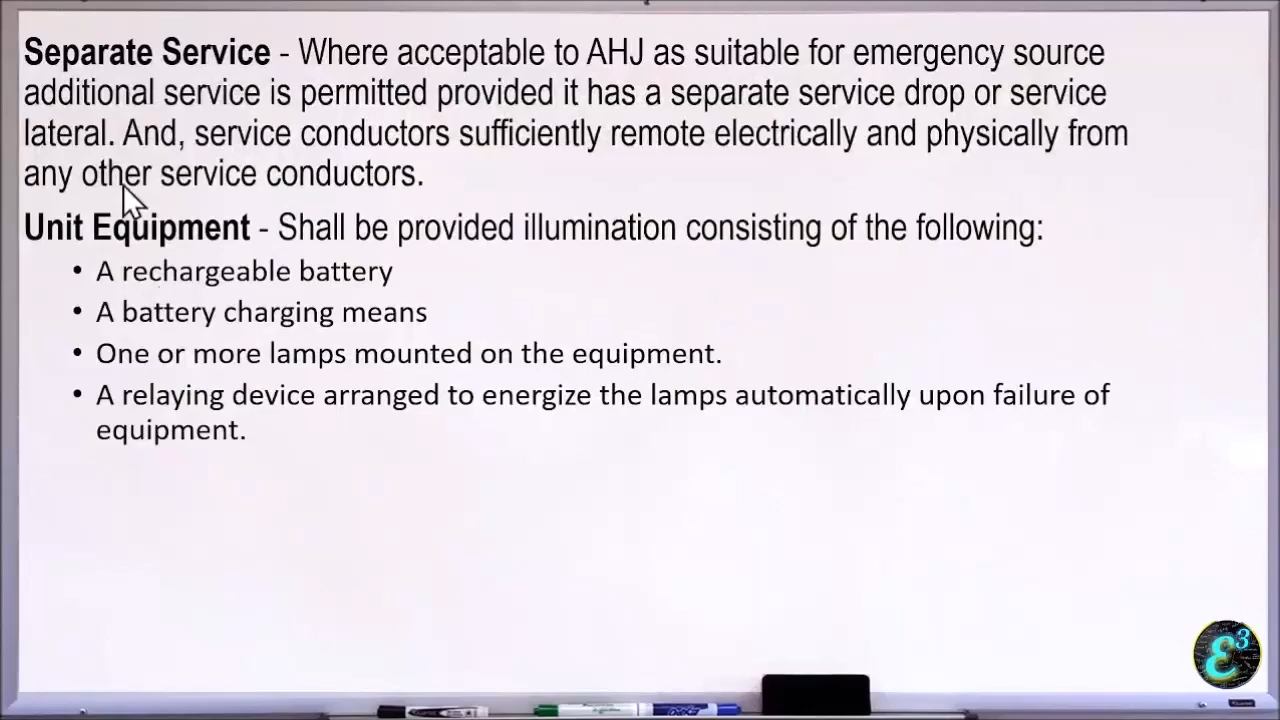 Separate Service - Where acceptable to AHJ as suitable for emergency source
additional service is permitted provided it has a separate service drop or service
lateral. And, service conductors sufficiently remote electrically and physically from
any other service conductors.
Unit Equipment - Shall be provided illumination consisting of the following:
• A rechargeable battery
• A battery charging means
• One or more lamps mounted on the equipment.
• A relaying device arranged to energize the lamps automatically upon failure of
equipment.
ε3